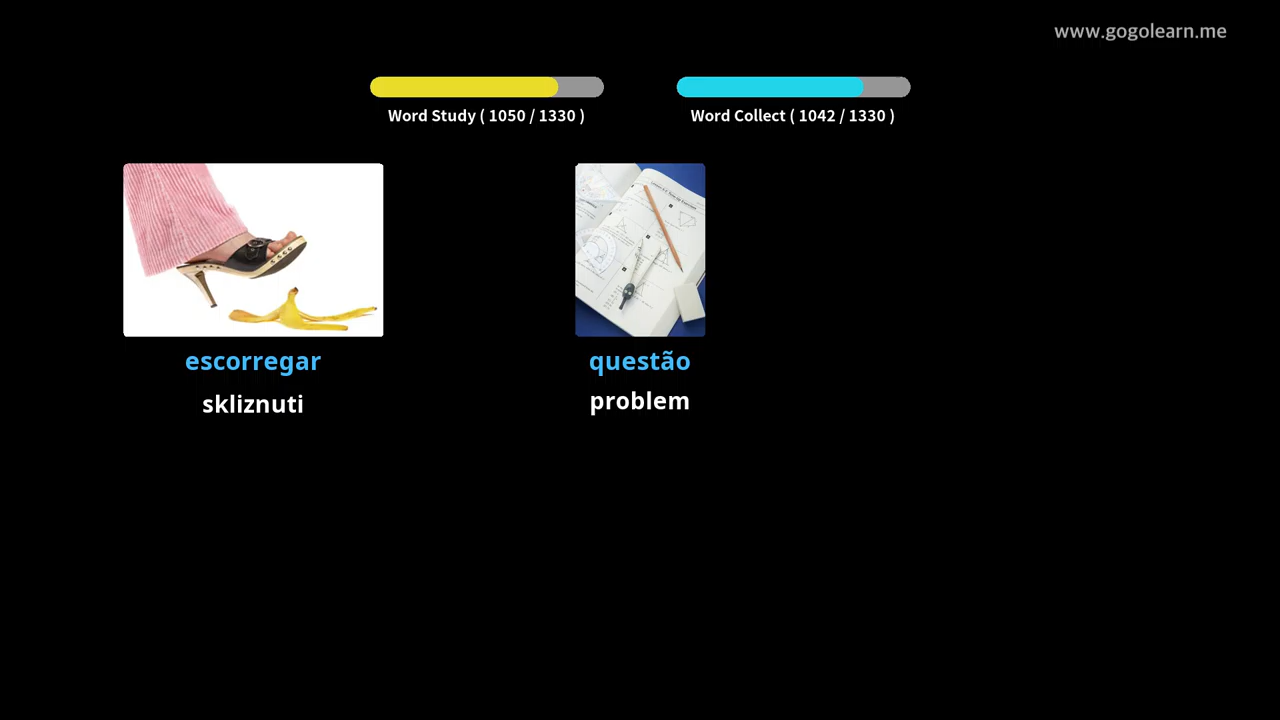 www.gogolearn.me
Word Study ( 1050 / 1330 )
Word Collect ( 1042 / 1330 )
escorregar
questão
skliznuti
problem